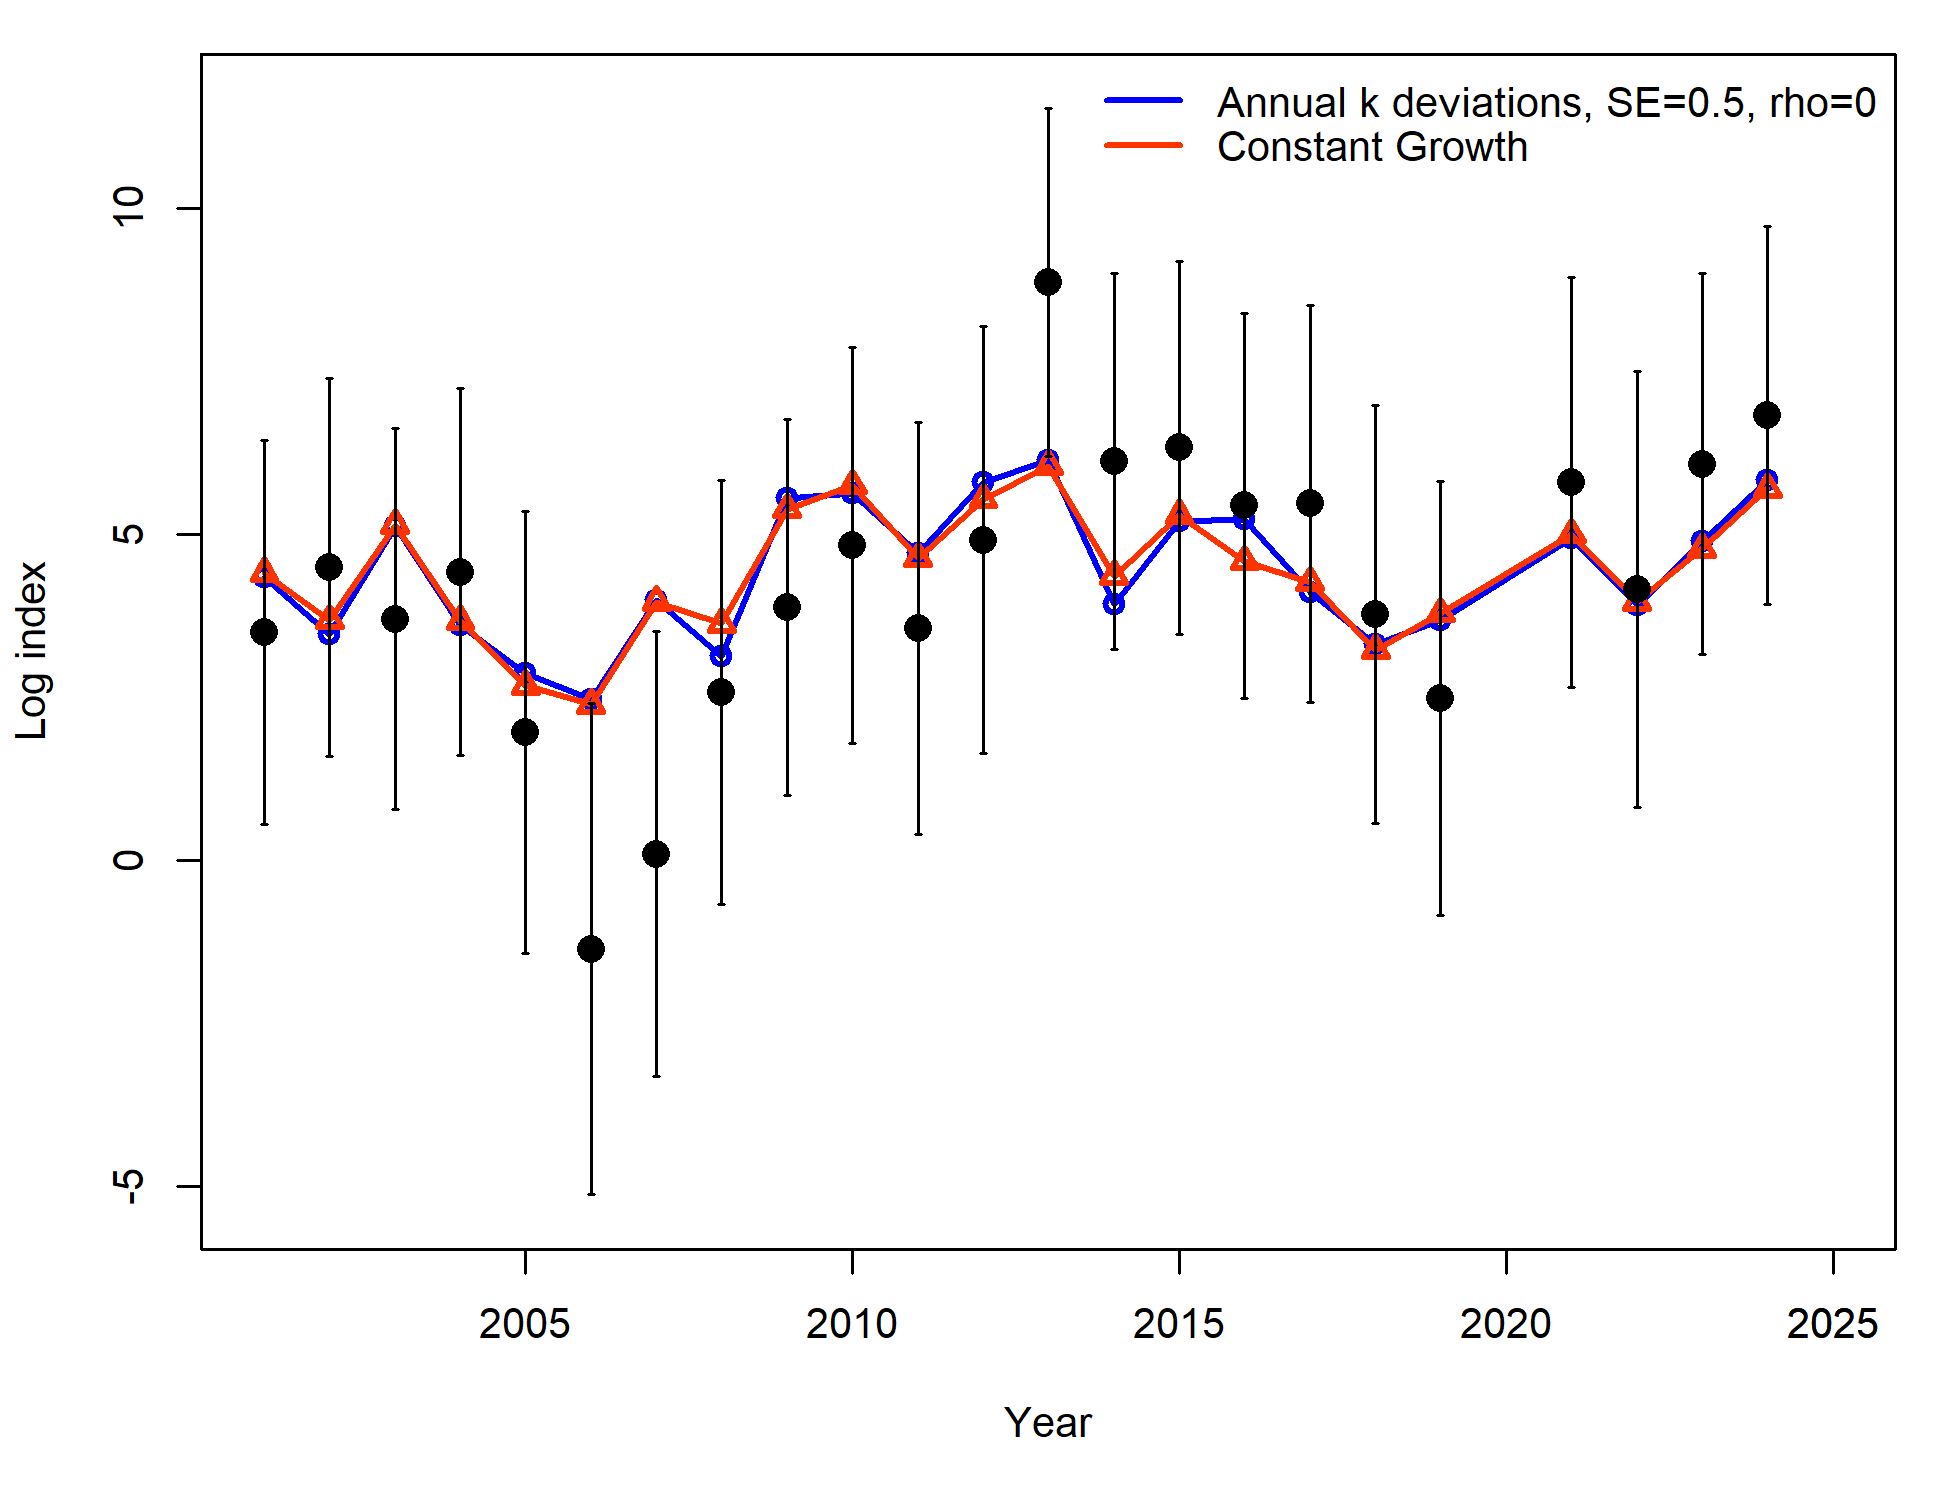 Annual k deviations, SE=0.5, rho=0
Constant Growth
10
5
0
-5
Log index
2005 2010 2015 2020 2025
Year